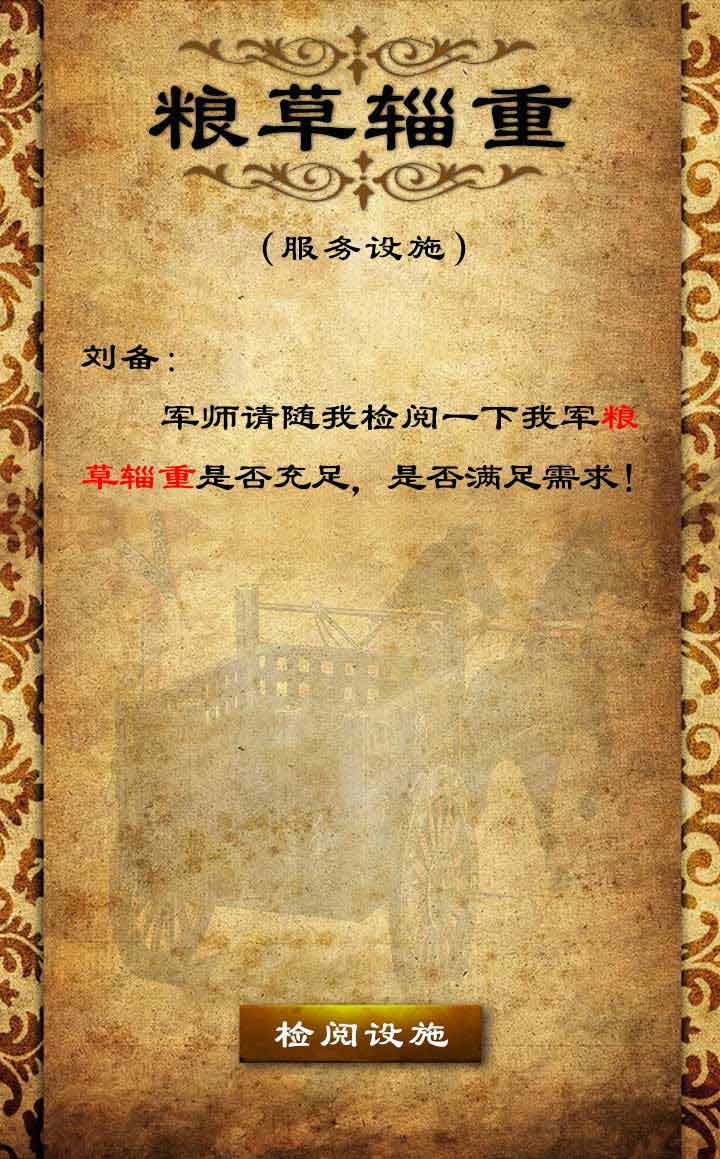 粮草辎重
（服务设施）
刘备：
军师请随我检阅一下我军粮
草辎重是否充足，是否满足需求！
检阅设施